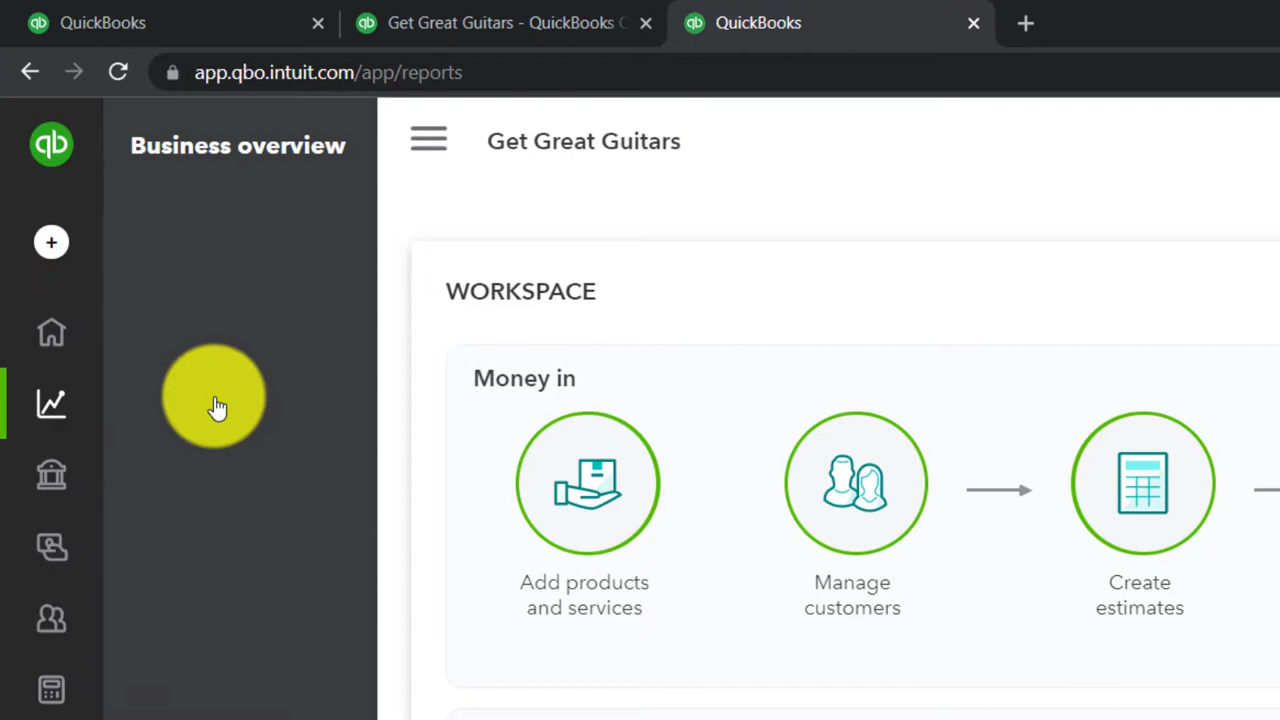 QuickBooks
Get Great Guitars - QuickBooks
QuickBooks
app.qbo.intuit.com/app/reports
qb
Business overview
Get Great Guitars
WORKSPACE
Money in
Add products
and services
Manage
customers
Create
estimates